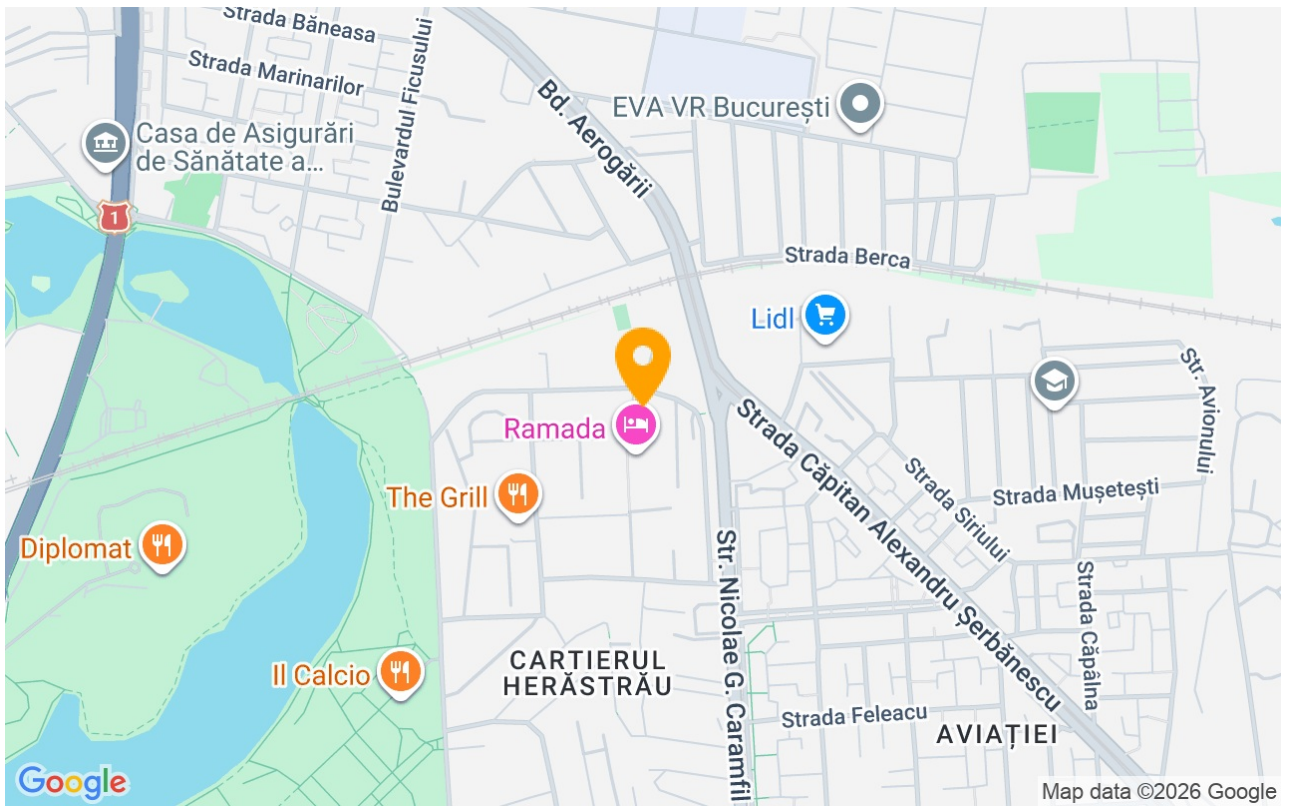 Strada Băneasa
Strada Marinarilor
Bulevardul Ficusului
Bd. Aerogării
EVA VR București
Casa de Asigurări
de Sănătate a...
1
Strada Berca
Lidl
Str. Avionului
Ramada
Strada Căpitan Alexandru Șerbănescu
The Grill
Strada Siriului
Strada Mușetești
Diplomat
Str. Nicolae G. Caramfil
Strada Căpâlna
Il Calcio
CARTIERUL
HERĂSTRĂU
Strada Feleacu
AVIAȚIEI
Google
Map data ©2026 Google